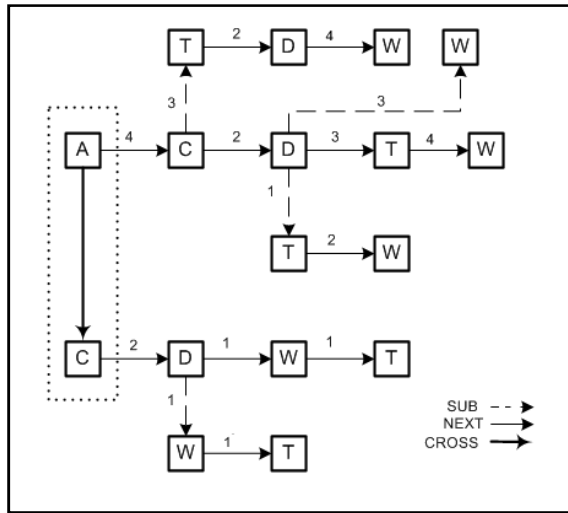 T 2 D 4 W W
3 3
A 4 C 2 D 3 T 4 W
1
T 2 W
C 2 D 1 W 1 T
1
W 1 T
SUB
NEXT
CROSS